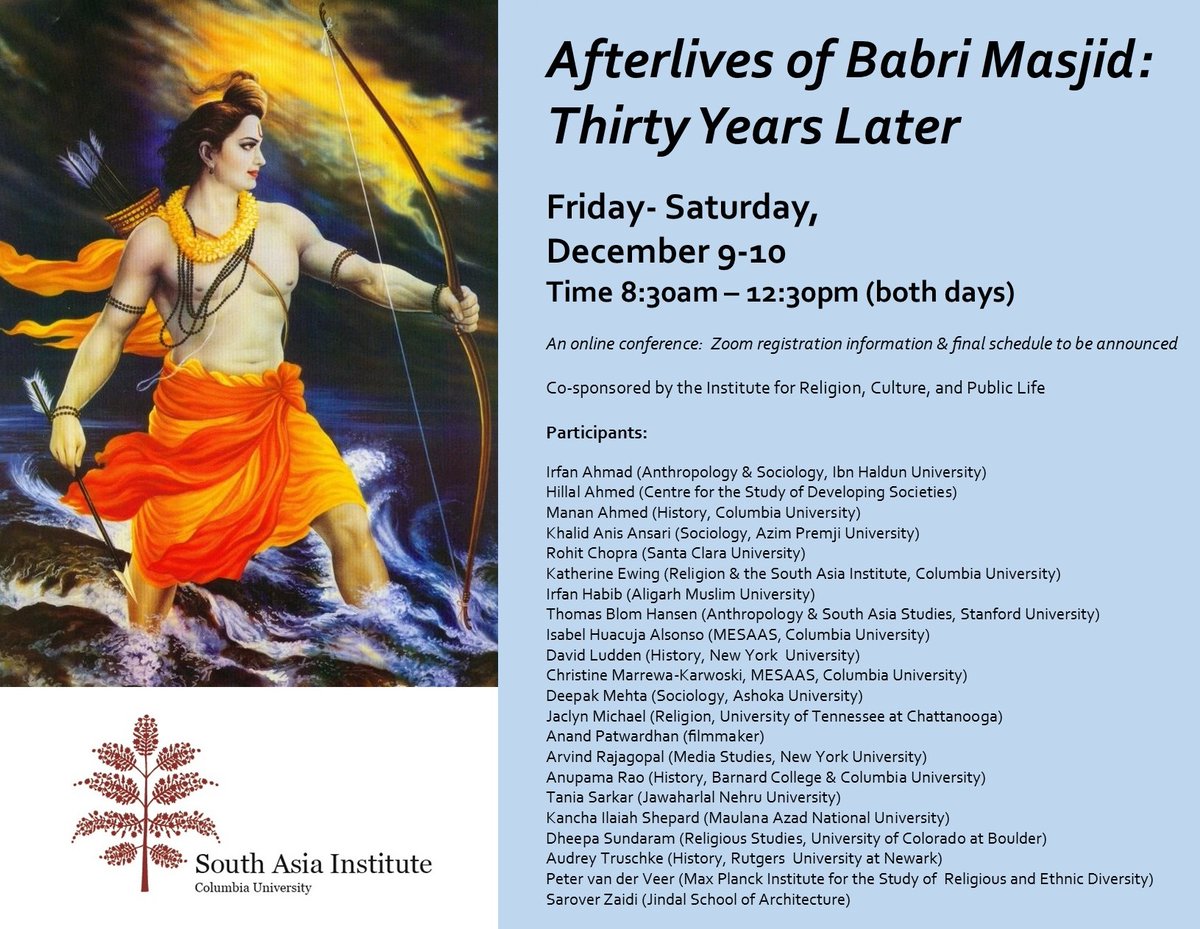 Afterlives of Babri Masjid:
Thirty Years Later
Friday- Saturday,
December 9-10
Time 8:30am – 12:30pm (both days)
An online conference:  Zoom registration information & final schedule to be announced
Co-sponsored by the Institute for Religion, Culture, and Public Life
Participants:
Irfan Ahmad (Anthropology & Sociology, Ibn Haldun University)
Hillal Ahmed (Centre for the Study of Developing Societies)
Manan Ahmed (History, Columbia University)
Khalid Anis Ansari (Sociology, Azim Premji University)
Rohit Chopra (Santa Clara University)
Katherine Ewing (Religion & the South Asia Institute, Columbia University)
Irfan Habib (Aligarh Muslim University)
Thomas Blom Hansen (Anthropology & South Asia Studies, Stanford University)
Isabel Huacuja Alsonso (MESAAS, Columbia University)
David Ludden (History, New York  University)
Christine Marrewa-Karwoski, MESAAS, Columbia University)
Deepak Mehta (Sociology, Ashoka University)
Jaclyn Michael (Religion, University of Tennessee at Chattanooga)
Anand Patwardhan (filmmaker)
Arvind Rajagopal (Media Studies, New York University)
Anupama Rao (History, Barnard College & Columbia University)
Tania Sarkar (Jawaharlal Nehru University)
Kancha Ilaiah Shepard (Maulana Azad National University)
Dheepa Sundaram (Religious Studies, University of Colorado at Boulder)
Audrey Truschke (History, Rutgers  University at Newark)
Peter van der Veer (Max Planck Institute for the Study of  Religious and Ethnic Diversity)
Sarover Zaidi (Jindal School of Architecture)
South Asia Institute
Columbia University